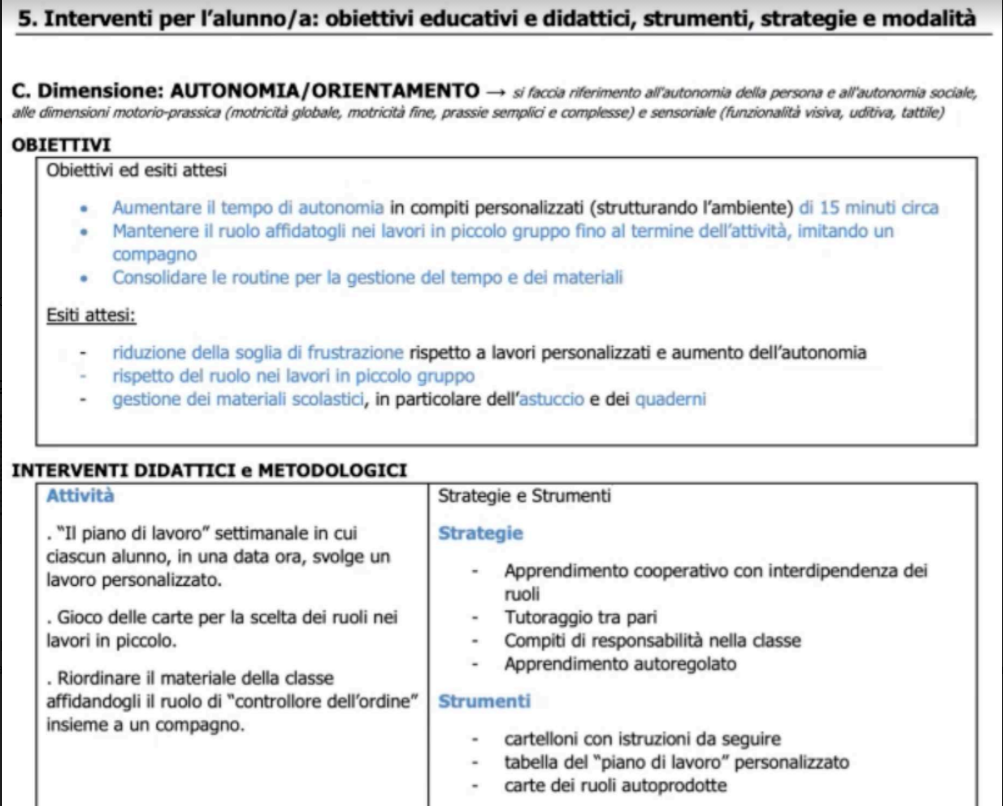 5. Interventi per l'alunno/a: obiettivi educativi e didattici, strumenti, strategie e modalità
C. Dimensione: AUTONOMIA/ORIENTAMENTO → si faccia riferimento all'autonomia della persona e all'autonomia sociale,
alle dimensioni motorio-prassica (motricità globale, motricità fine, prassie semplici e complesse) e sensoriale (funzionalità visiva, uditiva, tattile)
OBIETTIVI
Obiettivi ed esiti attesi
• Aumentare il tempo di autonomia in compiti personalizzati (strutturando l'ambiente) di 15 minuti circa
• Mantenere il ruolo affidatogli nei lavori in piccolo gruppo fino al termine dell'attività, imitando un
compagno
• Consolidare le routine per la gestione del tempo e dei materiali
Esiti attesi:
- riduzione della soglia di frustrazione rispetto a lavori personalizzati e aumento dell'autonomia
- rispetto del ruolo nei lavori in piccolo gruppo
- gestione dei materiali scolastici, in particolare dell'astuccio e dei quaderni
INTERVENTI DIDATTICI e METODOLOGICI
Attività
. "Il piano di lavoro" settimanale in cui
ciascun alunno, in una data ora, svolge un
lavoro personalizzato.
. Gioco delle carte per la scelta dei ruoli nei
lavori in piccolo.
. Riordinare il materiale della classe
affidandogli il ruolo di "controllore dell'ordine"
insieme a un compagno.
Strategie e Strumenti
Strategie
- Apprendimento cooperativo con interdipendenza dei
ruoli
- Tutoraggio tra pari
- Compiti di responsabilità nella classe
- Apprendimento autoregolato
Strumenti
- cartelloni con istruzioni da seguire
- tabella del "piano di lavoro" personalizzato
- carte dei ruoli autoprodotte